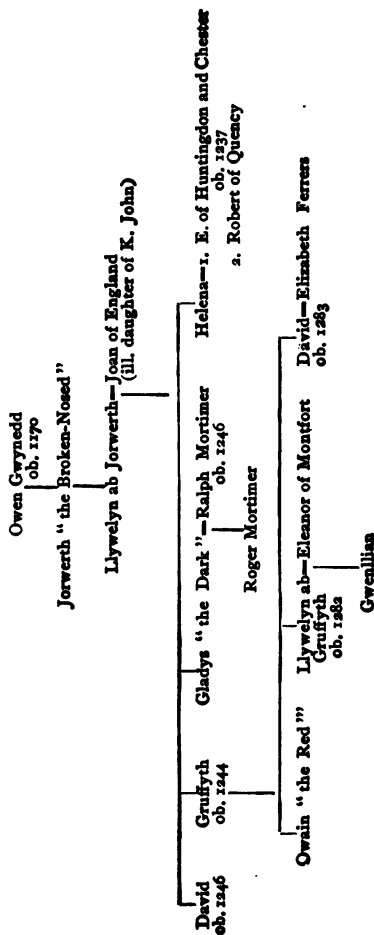 Owen Gwynedd
ob. 1170
Jorwerth “ the Broken-Nosed”
Llywelyn ab Jorwerth—Joan of England
(ill. daughter of K. John)
David
ob. 1246
Gruffyth
ob. 1244
Gladys “ the Dark ”—Ralph Mortimer
ob. 1246
Helena—1. E. of Huntingdon and Chester
ob. 1237
2. Robert of Quency
Roger Mortimer
Owain “ the Red ”’
Llywelyn ab—Eleanor of Montfort
Gruffyth
ob. 1282
David—Elizabeth Ferrers
ob. 1283
Gwenllian